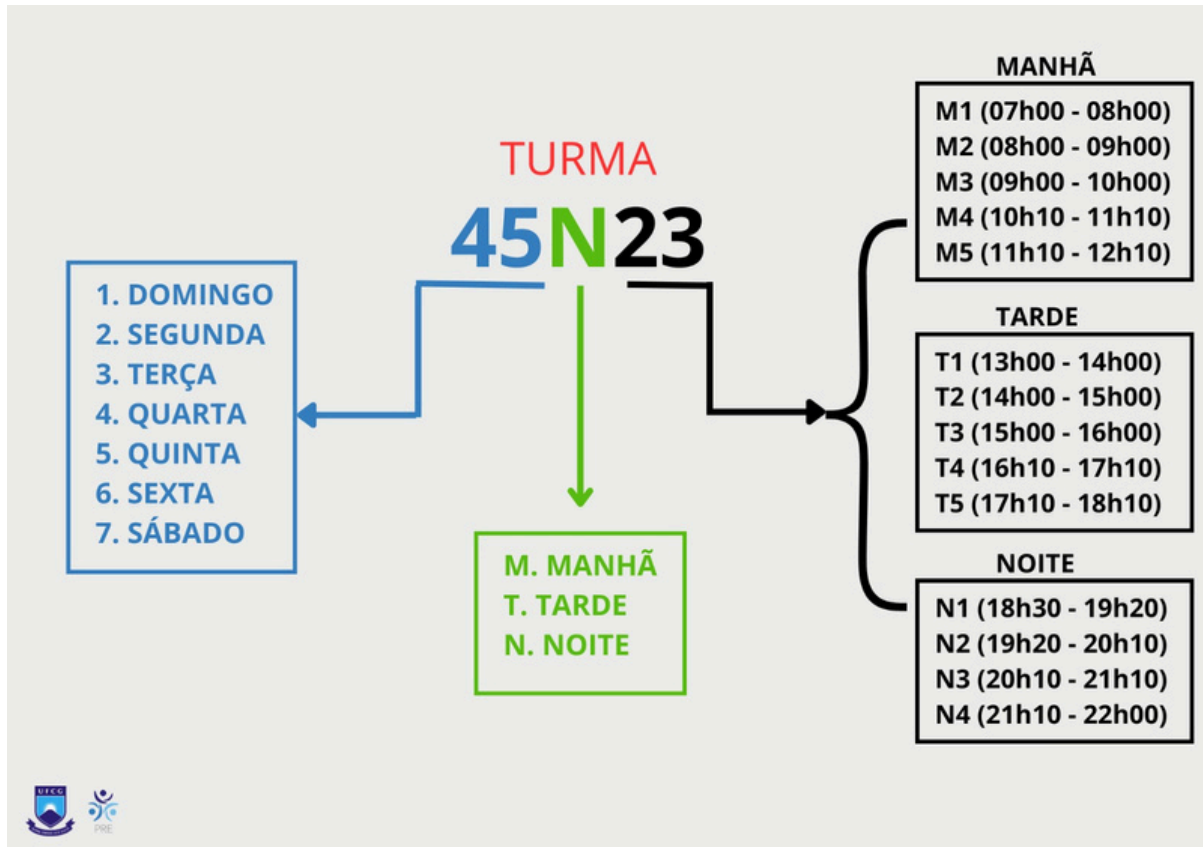 TURMA
45N23
1. DOMINGO
2. SEGUNDA
3. TERÇA
4. QUARTA
5. QUINTA
6. SEXTA
7. SÁBADO
M. MANHÃ
T. TARDE
N. NOITE
MANHÃ
M1 (07h00 - 08h00)
M2 (08h00 - 09h00)
M3 (09h00 - 10h00)
M4 (10h10 - 11h10)
M5 (11h10 - 12h10)
TARDE
T1 (13h00 - 14h00)
T2 (14h00 - 15h00)
T3 (15h00 - 16h00)
T4 (16h10 - 17h10)
T5 (17h10 - 18h10)
NOITE
N1 (18h30 - 19h20)
N2 (19h20 - 20h10)
N3 (20h10 - 21h10)
N4 (21h10 - 22h00)
UFCG
PRE